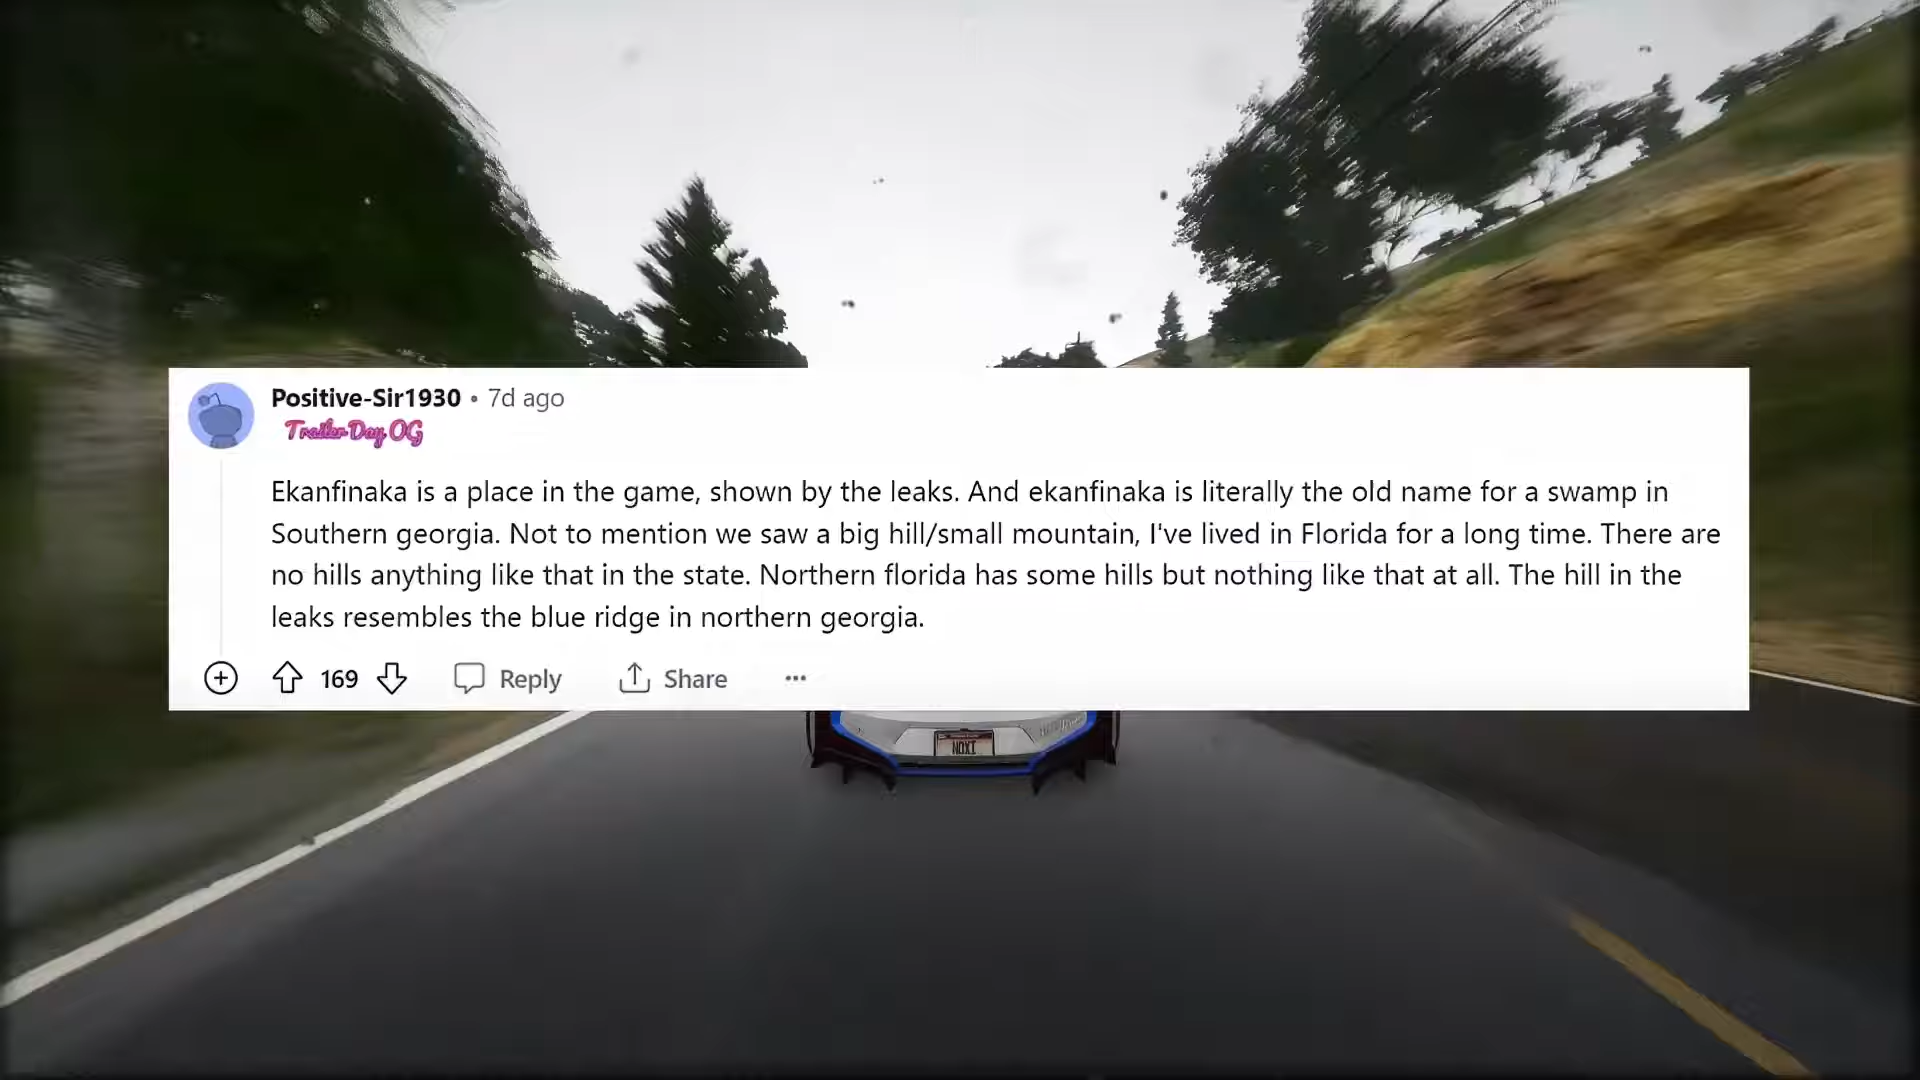 Positive-Sir1930 • 7d ago
Trailer Day OG
Ekanfinaka is a place in the game, shown by the leaks. And ekanfinaka is literally the old name for a swamp in
Southern georgia. Not to mention we saw a big hill/small mountain, I've lived in Florida for a long time. There are
no hills anything like that in the state. Northern florida has some hills but nothing like that at all. The hill in the
leaks resembles the blue ridge in northern georgia.
169 Reply Share
NOXI